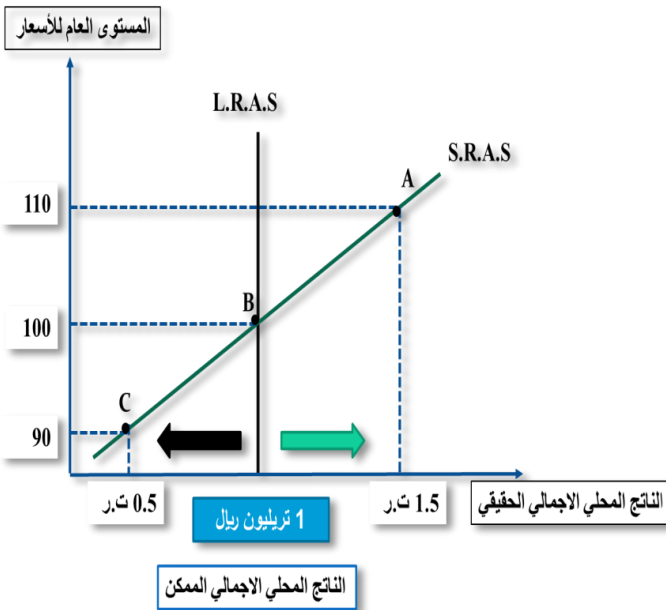 المستوى العام للأسعار
L.R.A.S
S.R.A.S
A
110
B
100
C
90
الناتج المحلي الاجمالي الحقيقي
1.5 ت.ر
1 تريليون ريال
0.5 ت.ر
الناتج المحلي الاجمالي الممكن